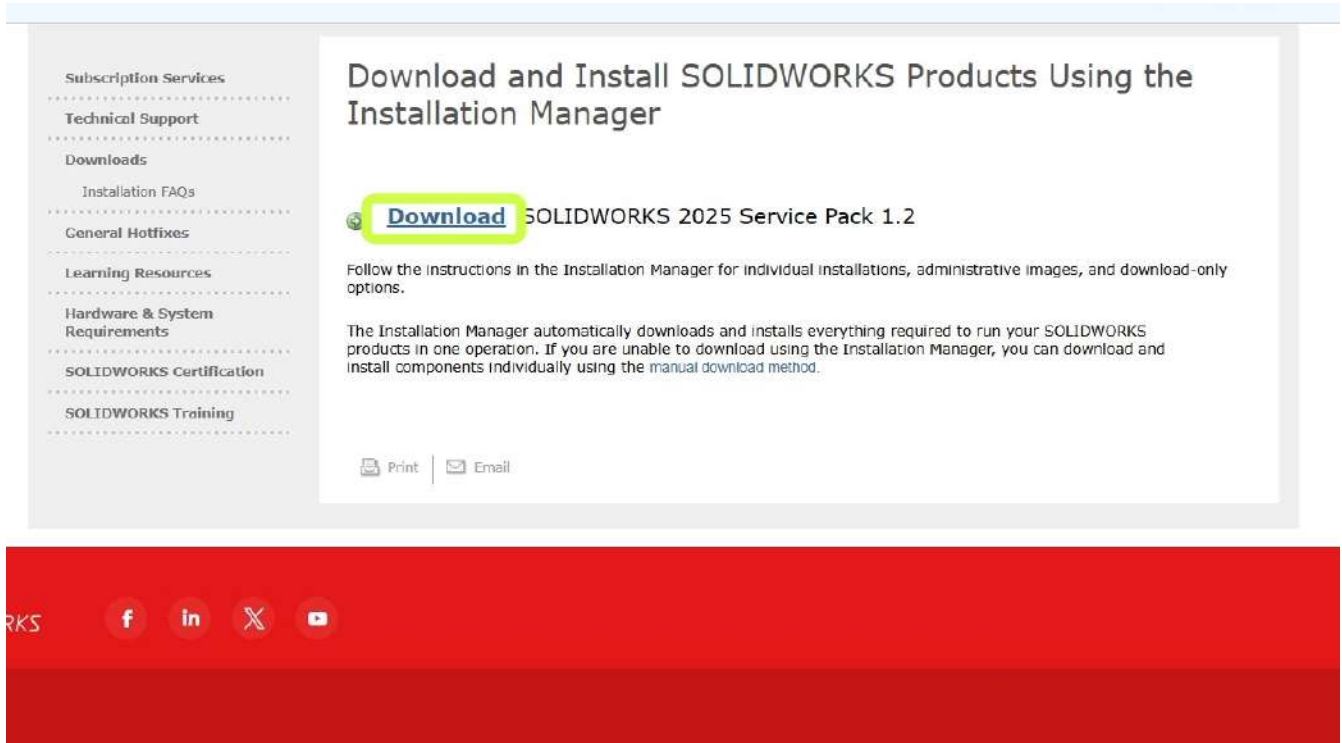 Subscription Services
Technical Support
Downloads
Installation FAQs
General Hotfixes
Learning Resources
Hardware & System
Requirements
SOLIDWORKS Certification
SOLIDWORKS Training
Download and Install SOLIDWORKS Products Using the
Installation Manager
Download SOLIDWORKS 2025 Service Pack 1.2
Follow the instructions in the Installation Manager for individual installations, administrative images, and download-only
options.
The Installation Manager automatically downloads and installs everything required to run your SOLIDWORKS
products in one operation. If you are unable to download using the Installation Manager, you can download and
install components individually using the manual download method.
Print
Email
RKS
f in X